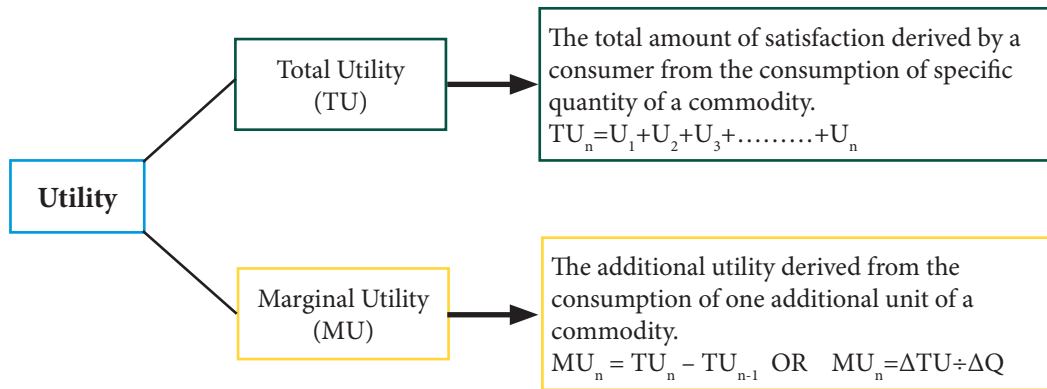 Utility
Total Utility
(TU)
The total amount of satisfaction derived by a
consumer from the consumption of specific
quantity of a commodity.
TUₙ=U₁+U₂+U₃+.........+Uₙ
Marginal Utility
(MU)
The additional utility derived from the
consumption of one additional unit of a
commodity.
MUₙ = TUₙ – TUₙ₋₁ OR MUₙ=ΔTU÷ΔQ